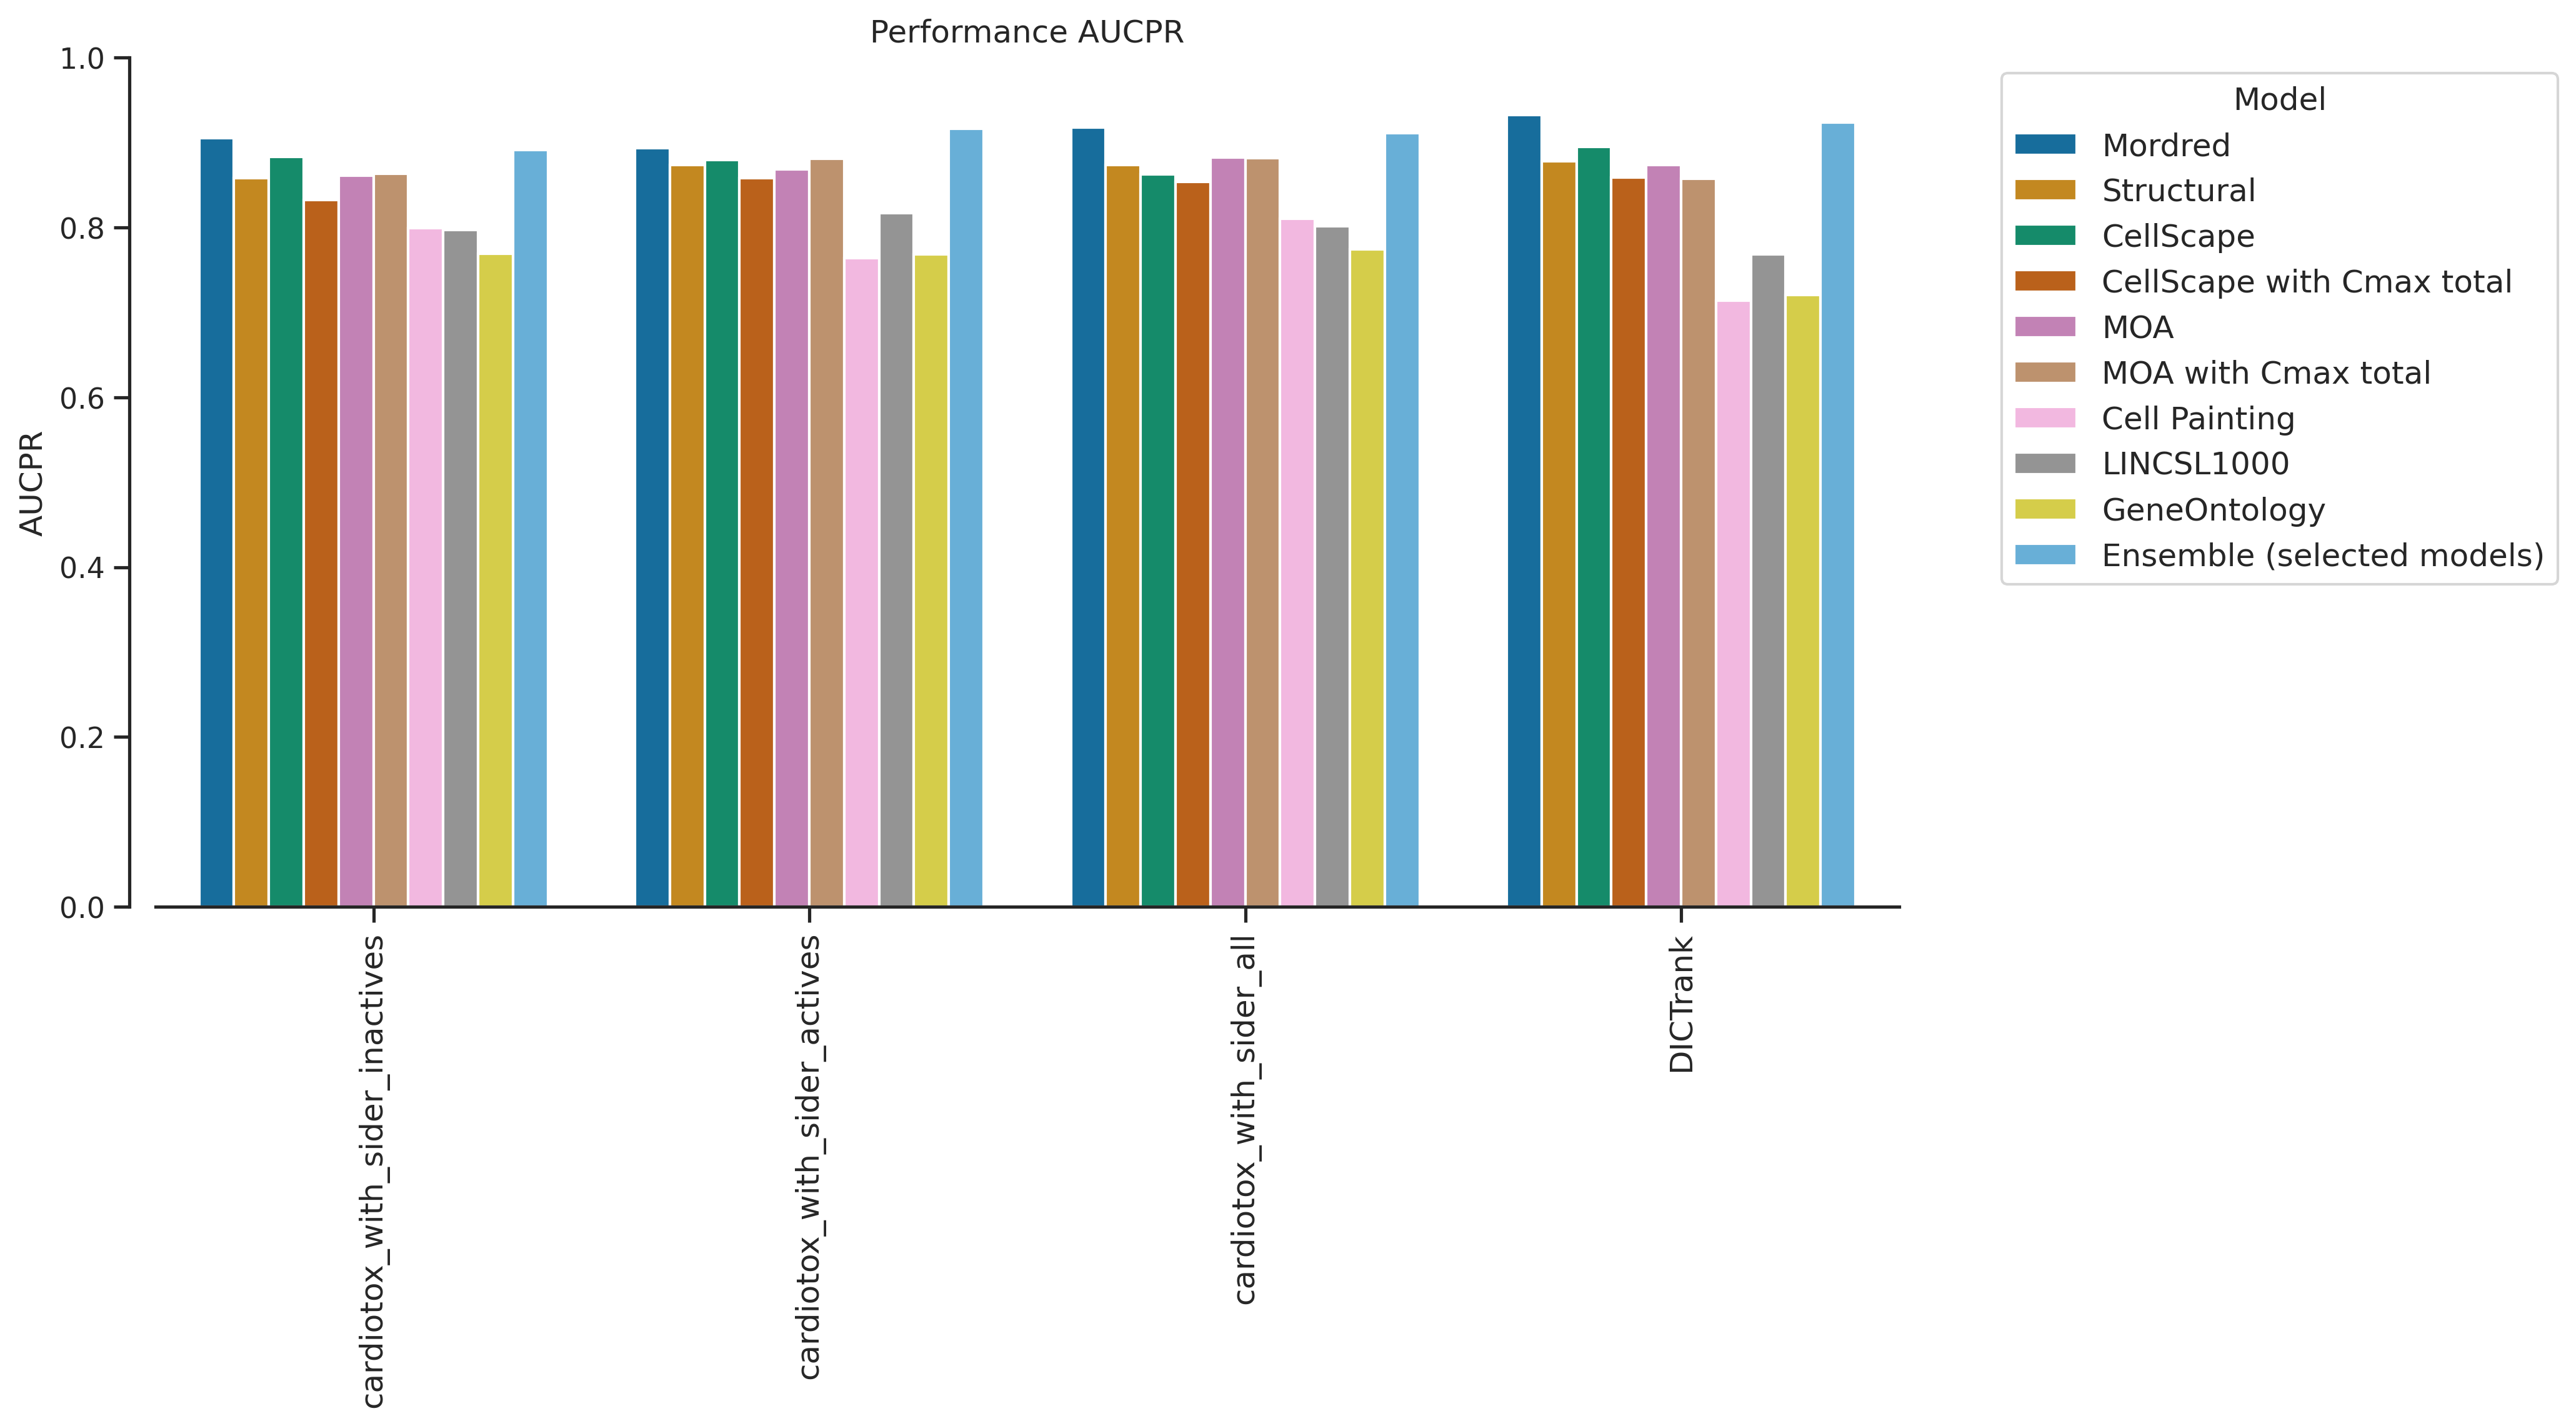 Performance AUCPR
1.0
0.8
0.6
0.4
0.2
0.0
AUCPR
cardiotox_with_sider_inactives
cardiotox_with_sider_actives
cardiotox_with_sider_all
DICTrank
Model
Mordred
Structural
CellScape
CellScape with Cmax total
MOA
MOA with Cmax total
Cell Painting
LINCSL1000
GeneOntology
Ensemble (selected models)